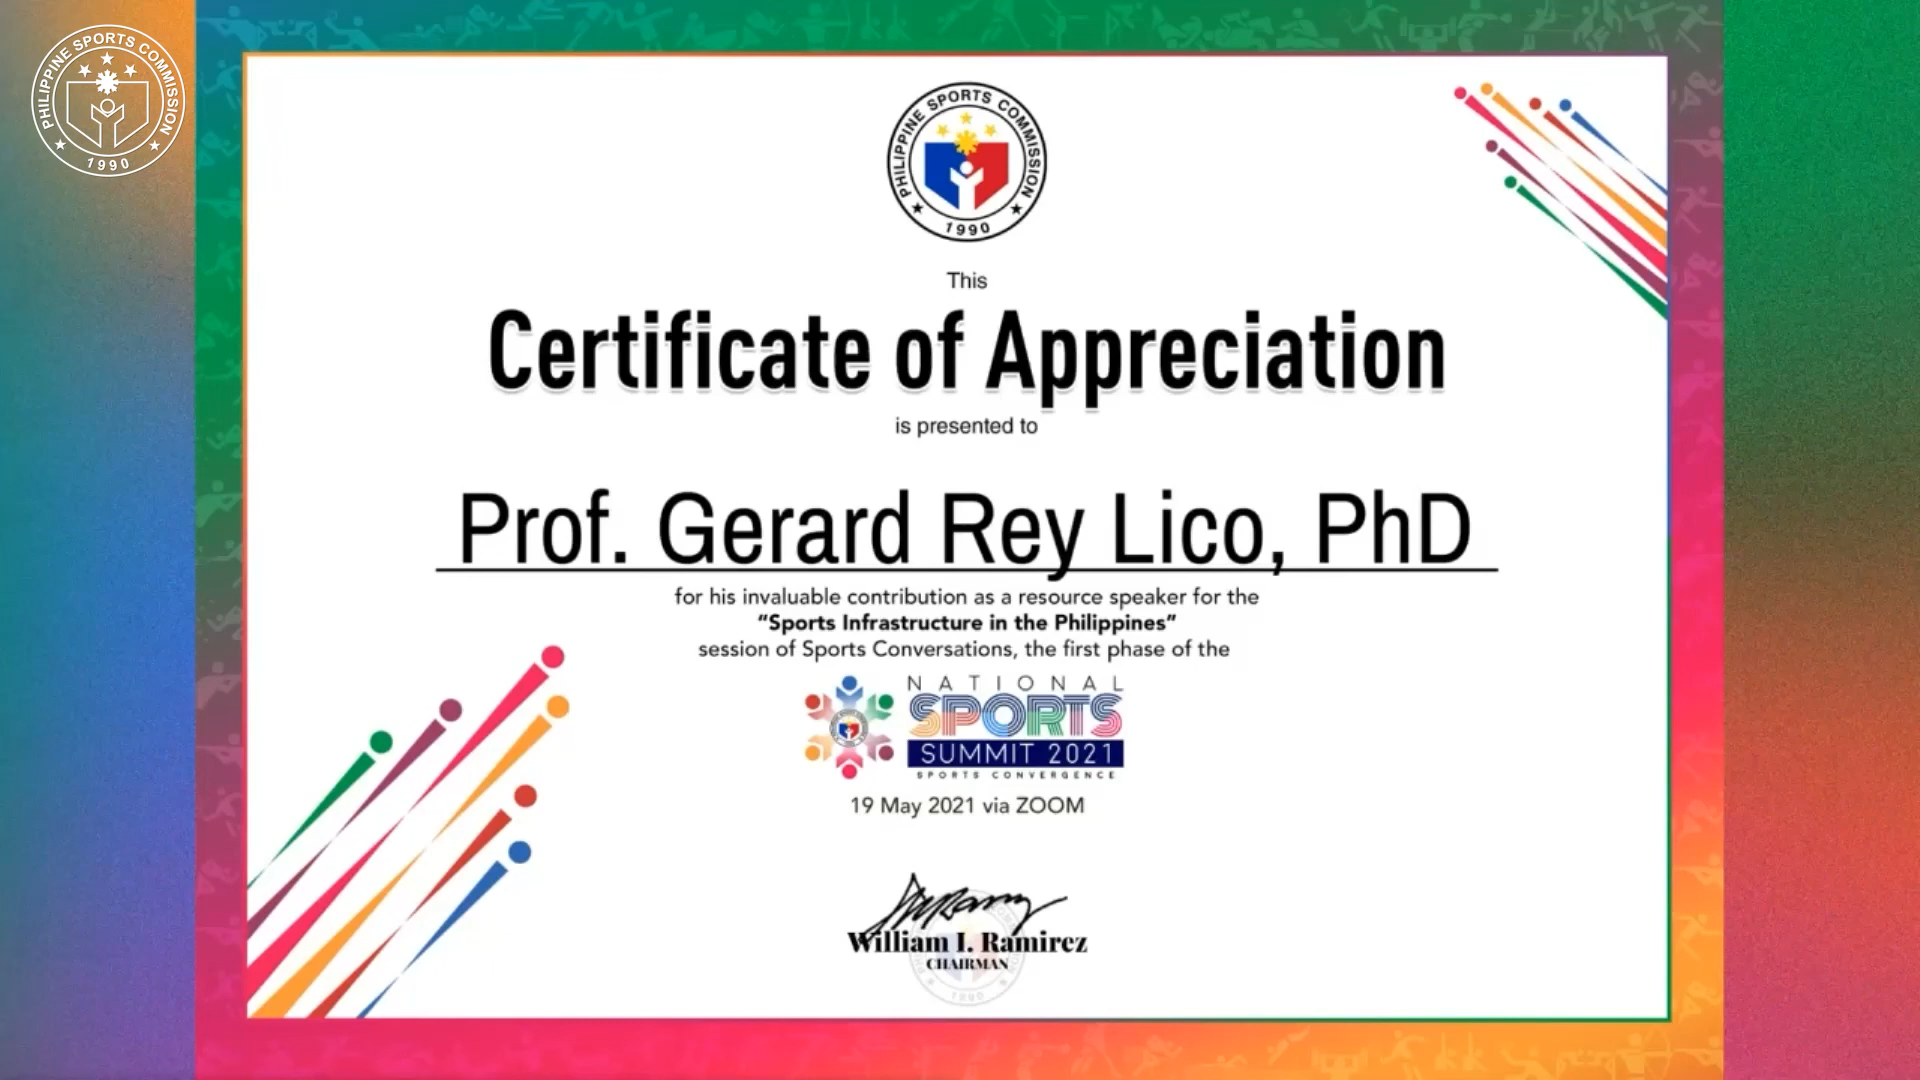 PHILIPPINE SPORTS COMMISSION
1990
PHILIPPINE SPORTS COMMISSION
1990
This
Certificate of Appreciation
is presented to
Prof. Gerard Rey Lico, PhD
for his invaluable contribution as a resource speaker for the
"Sports Infrastructure in the Philippines"
session of Sports Conversations, the first phase of the
NATIONAL
SPORTS
SUMMIT 2021
SPORTS CONVERGENCE
19 May 2021 via ZOOM
William I. Ramirez
CHAIRMAN
1990